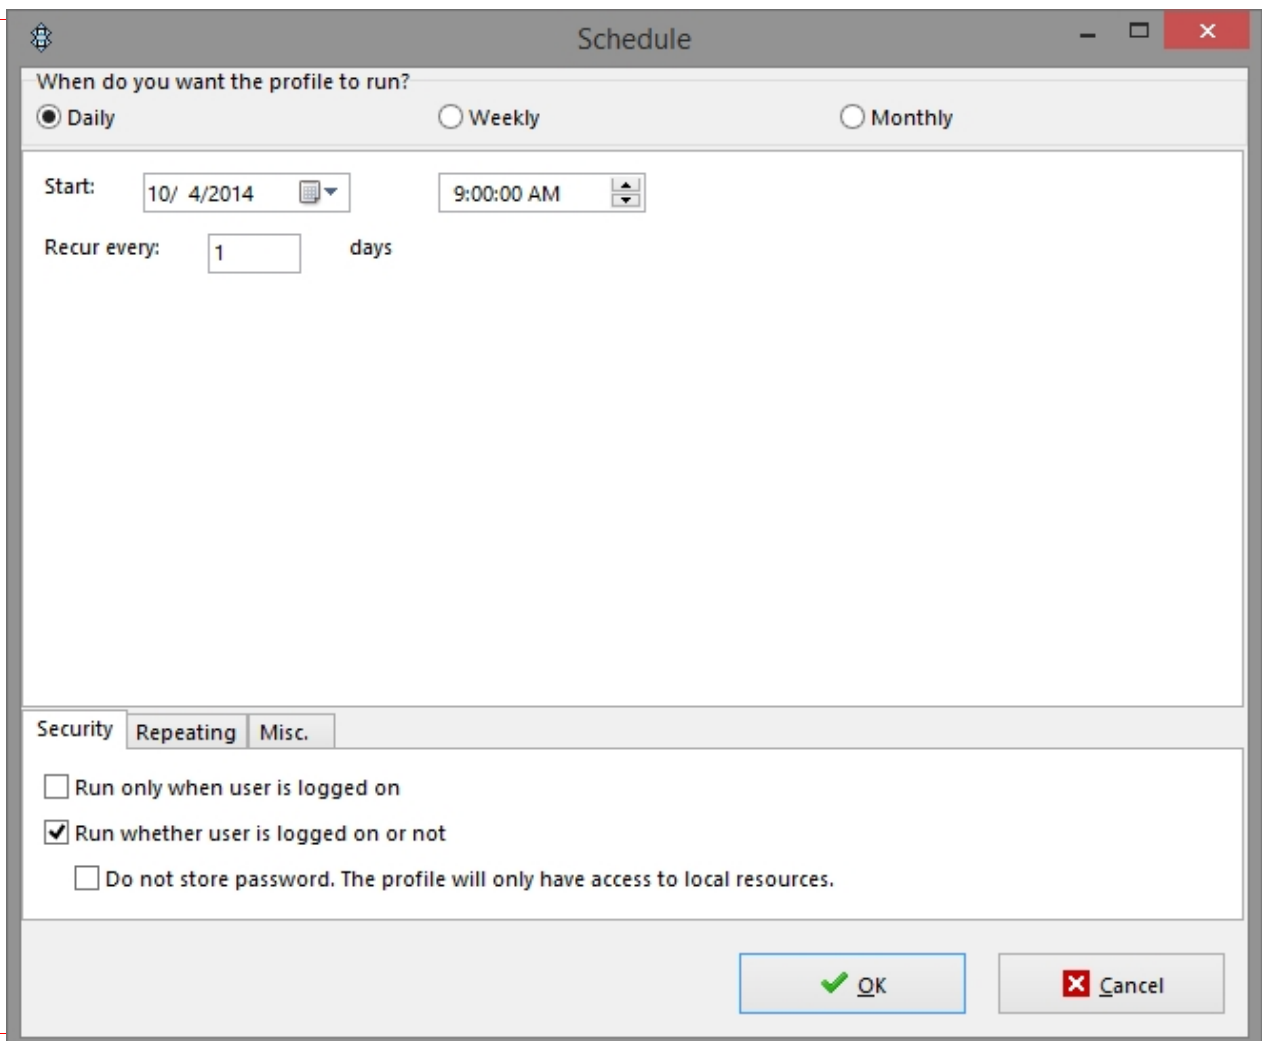 Schedule
When do you want the profile to run?
Daily Weekly Monthly
Start: 10/ 4/2014 9:00:00 AM
Recur every: 1 days
Security Repeating Misc.
Run only when user is logged on
Run whether user is logged on or not
Do not store password. The profile will only have access to local resources.
OK Cancel